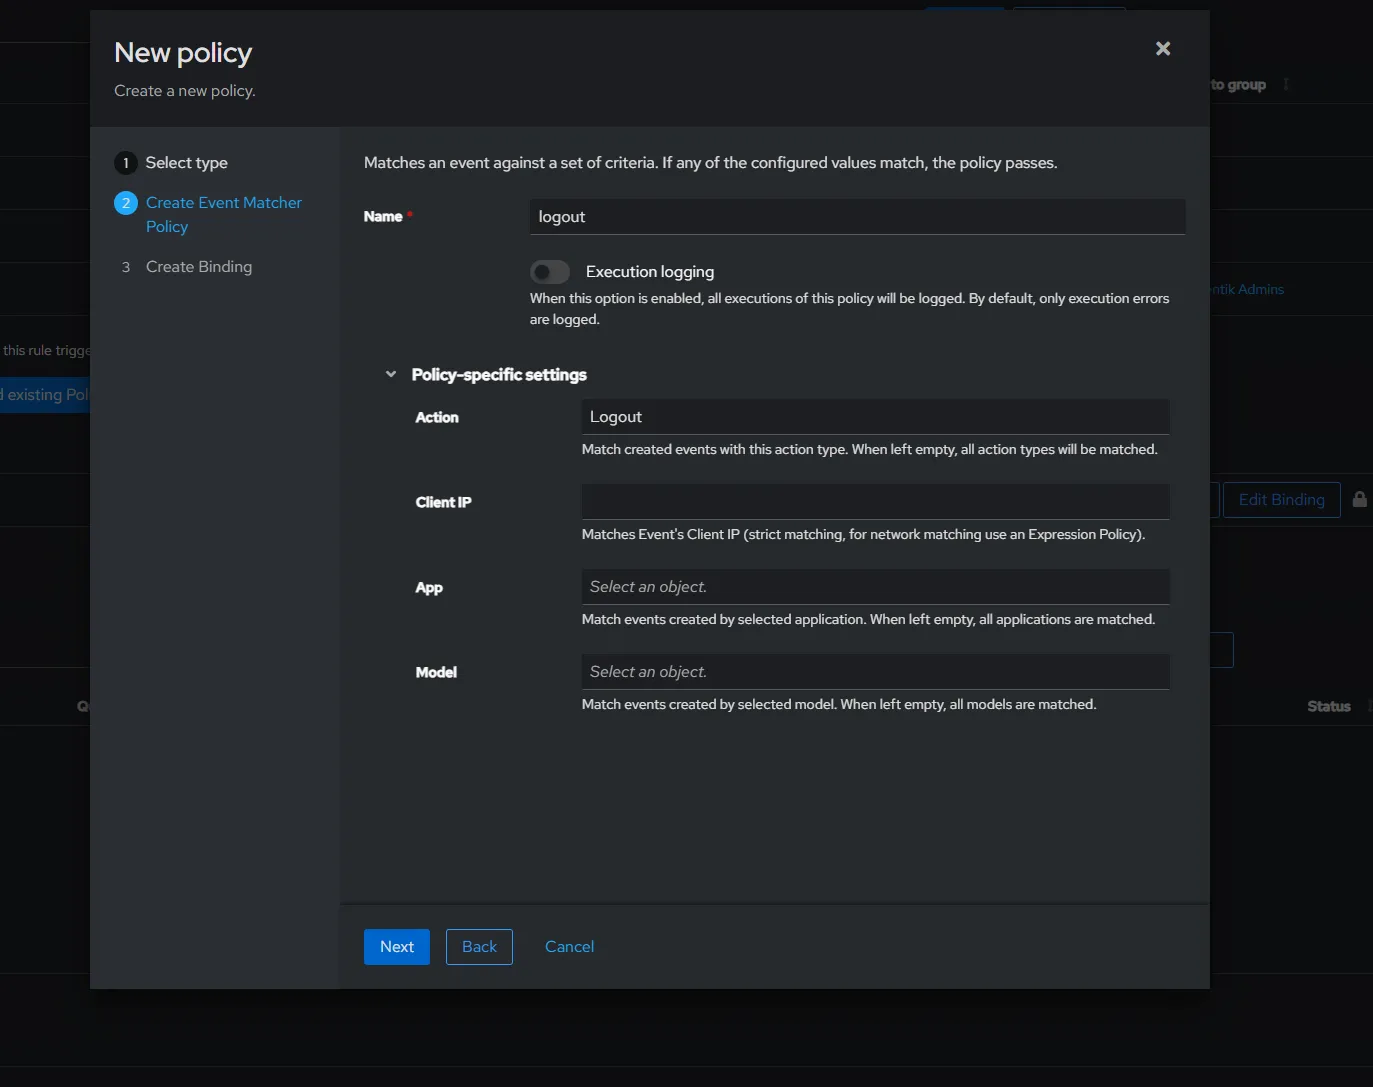 New policy
Create a new policy.
to group
1 Select type
2 Create Event Matcher
Policy
3 Create Binding
Matches an event against a set of criteria. If any of the configured values match, the policy passes.
Name *
logout
Execution logging
When this option is enabled, all executions of this policy will be logged. By default, only execution errors
are logged.
ntik Admins
this rule trigge
d existing Poli
Policy-specific settings
Action
Logout
Match created events with this action type. When left empty, all action types will be matched.
Client IP
Matches Event's Client IP (strict matching, for network matching use an Expression Policy).
Edit Binding
App
Select an object.
Match events created by selected application. When left empty, all applications are matched.
Model
Select an object.
Match events created by selected model. When left empty, all models are matched.
Status
Next
Back
Cancel